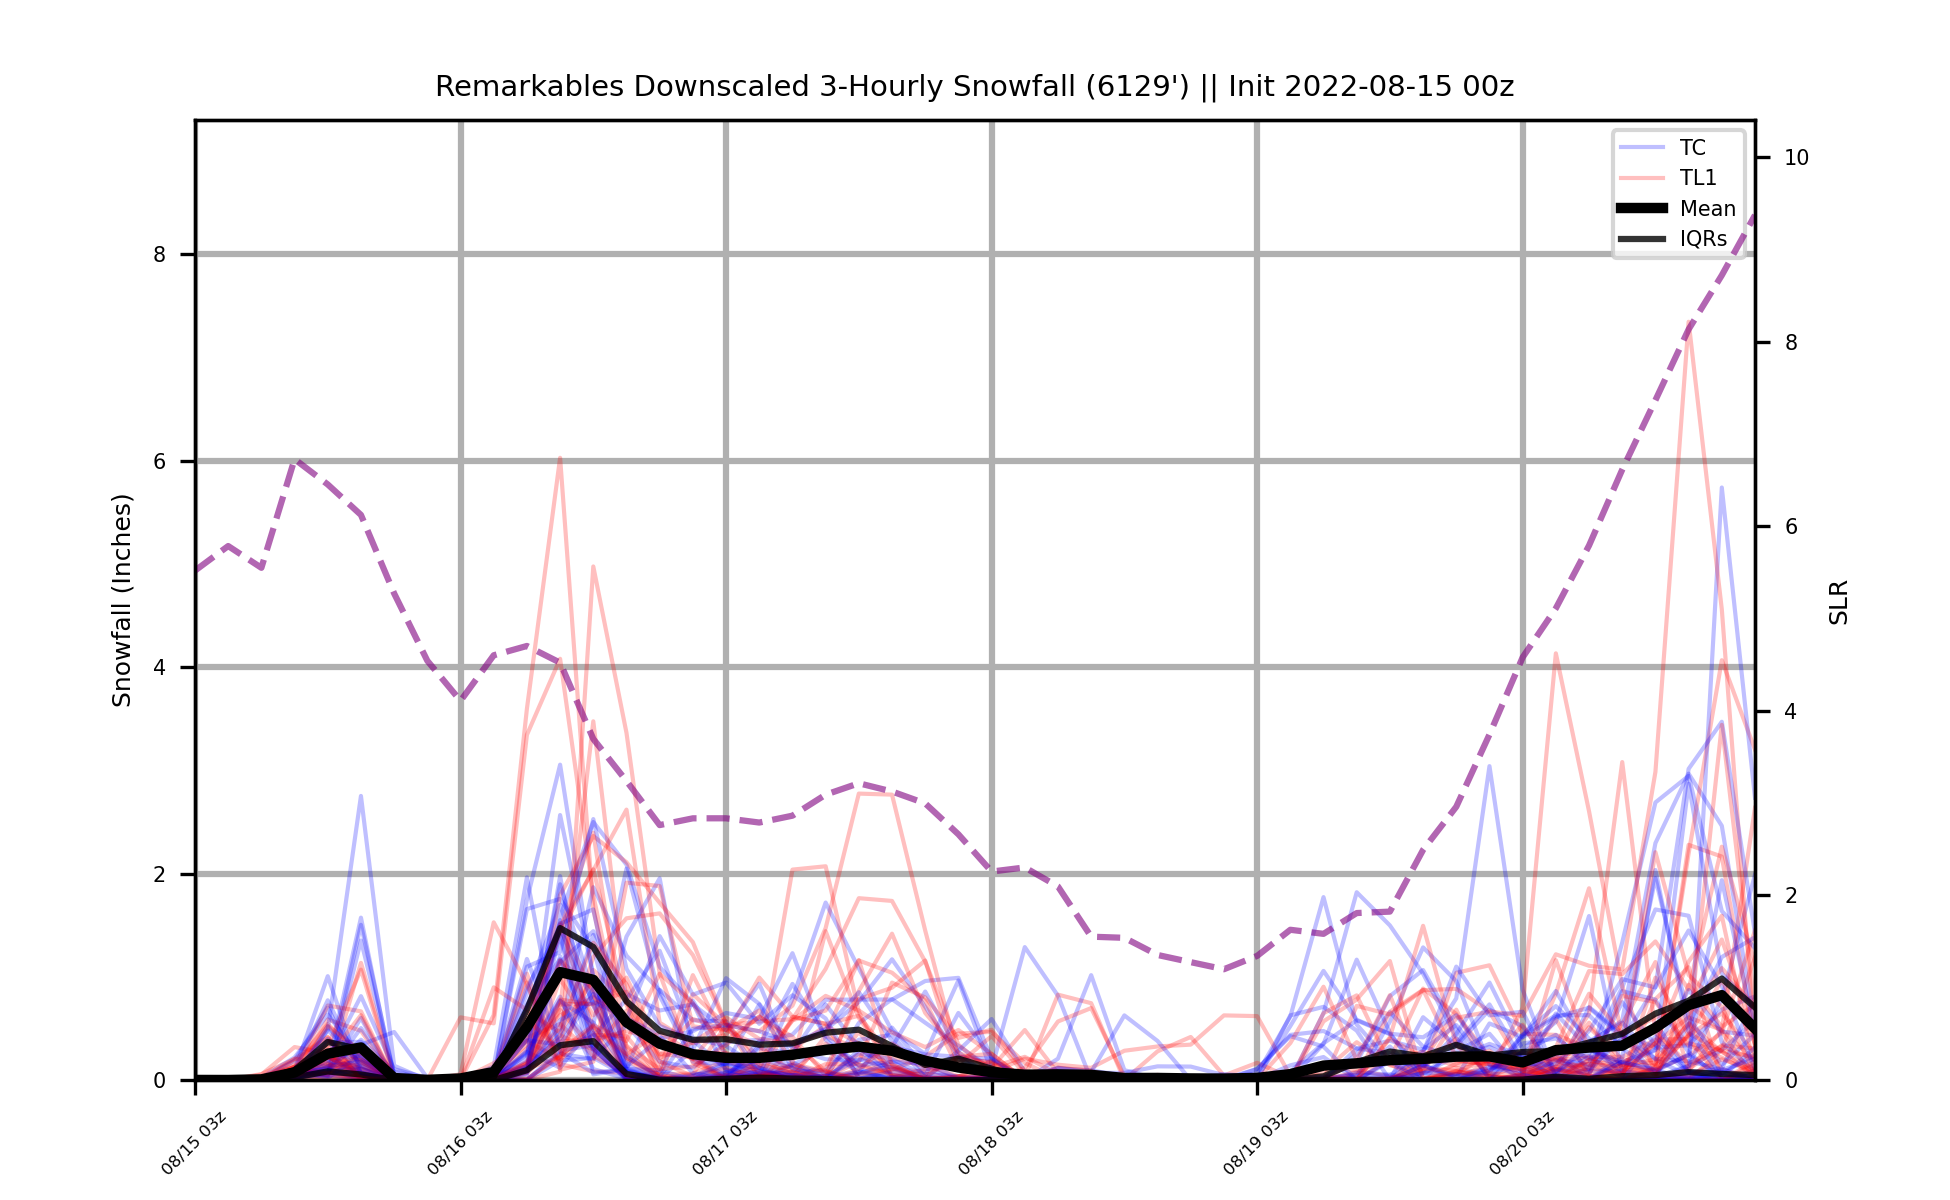 Remarkables Downscaled 3-Hourly Snowfall (6129') || Init 2022-08-15 00z
TC
TL1
Mean
IQRs
Snowfall (Inches)
8
6
4
2
0
10
8
6
4
2
0
SLR
08/15 03z
08/16 03z
08/17 03z
08/18 03z
08/19 03z
08/20 03z